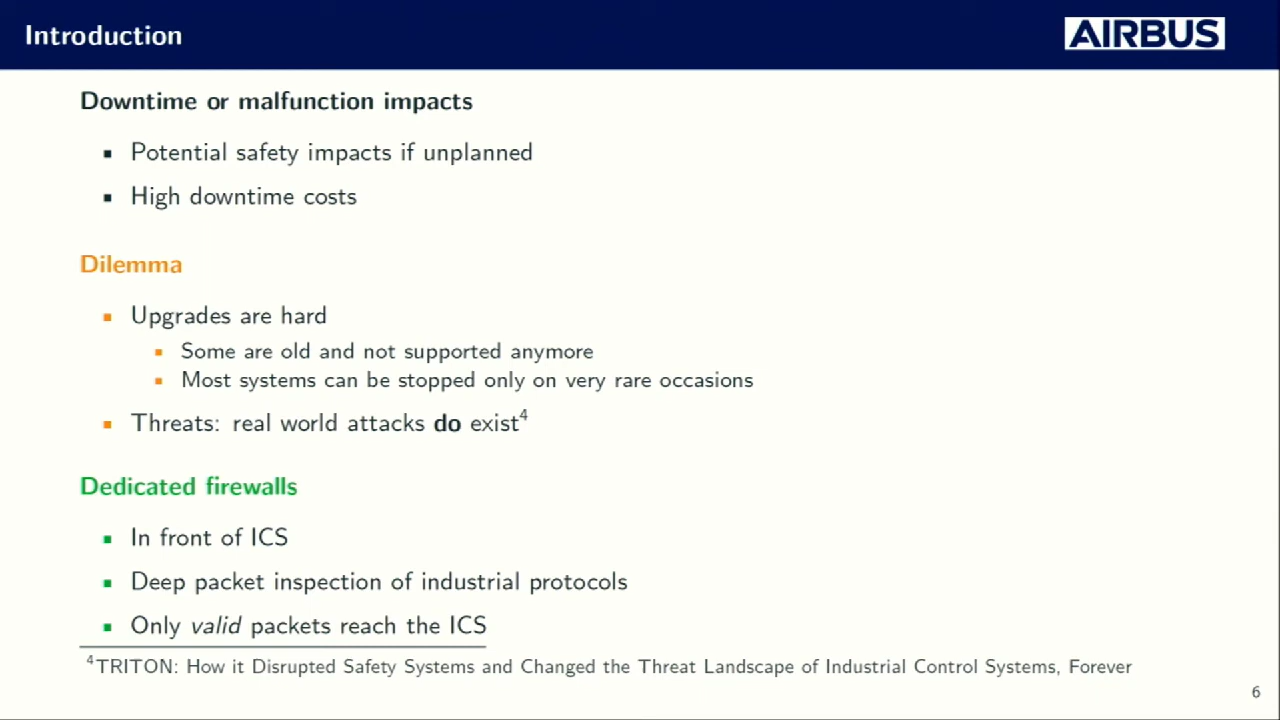 Introduction
AIRBUS
Downtime or malfunction impacts
▪ Potential safety impacts if unplanned
▪ High downtime costs
Dilemma
▪ Upgrades are hard
▪ Some are old and not supported anymore
▪ Most systems can be stopped only on very rare occasions
▪ Threats: real world attacks do exist⁴
Dedicated firewalls
▪ In front of ICS
▪ Deep packet inspection of industrial protocols
▪ Only valid packets reach the ICS
⁴TRITON: How it Disrupted Safety Systems and Changed the Threat Landscape of Industrial Control Systems, Forever
6